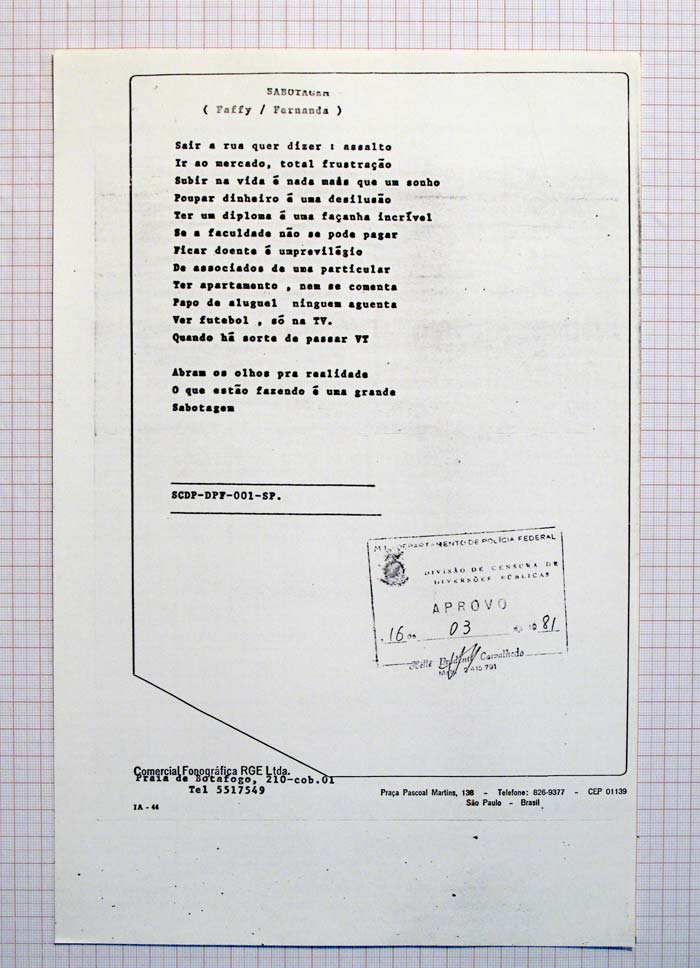 SABOTAGEM
( Faffy / Fernanda )
Sair a rua quer dizer : assalto
Ir ao mercado, total frustração
Subir na vida é nada mais que um sonho
Poupar dinheiro é uma desilusão
Ter um diploma é uma façanha incrível
Se a faculdade não se pode pagar
Ficar doente é umprevilégio
De associados de uma particular
Ter apartamento , nem se comenta
Papo de aluguel ninguem aguenta
Ver futebol , só na TV.
Quando há sorte de passar VT
Abram os olhos pra realidade
O que estão fazendo é uma grande
Sabotagem
SCDP-DPF-001-SP.
DEPARTAMENTO DE POLÍCIA FEDERAL
DIVISÃO DE CENSURA DE
DIVERSÕES PÚBLICAS
APROVO
16 03 81
Carvalhedo
Comercial Fonográfica RGE Ltda.
Praia de Botafogo, 210-cob.01
Tel 5517549
Praça Pascoal Martins, 138 - Telefone: 826-9377 - CEP 01139
São Paulo - Brasil
IA - 44